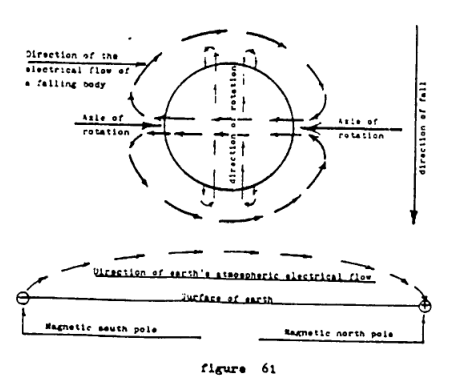 Direction of the
electrical flow of
a falling body
Axle of
rotation
direction of rotation
Axle of
rotation
direction of fall
Direction of earth's atmospheric electrical flow
Surface of earth
Magnetic south pole
Magnetic north pole
figure 61